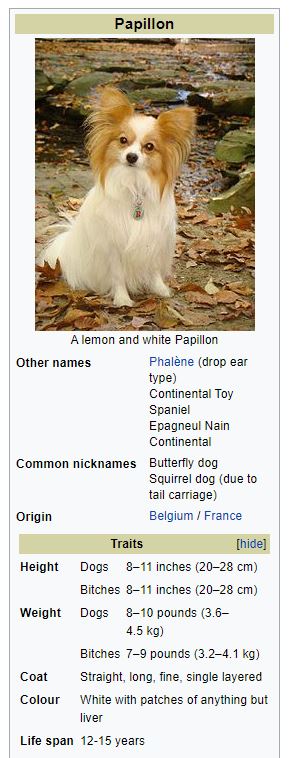 Papillon
A lemon and white Papillon
Other names Phalène (drop ear
type)
Continental Toy
Spaniel
Epagneul Nain
Continental
Common nicknames Butterfly dog
Squirrel dog (due to
tail carriage)
Origin Belgium / France
Traits [hide]
Height Dogs 8–11 inches (20–28 cm)
Bitches 8–11 inches (20–28 cm)
Weight Dogs 8–10 pounds (3.6–
4.5 kg)
Bitches 7–9 pounds (3.2–4.1 kg)
Coat Straight, long, fine, single layered
Colour White with patches of anything but
liver
Life span 12-15 years